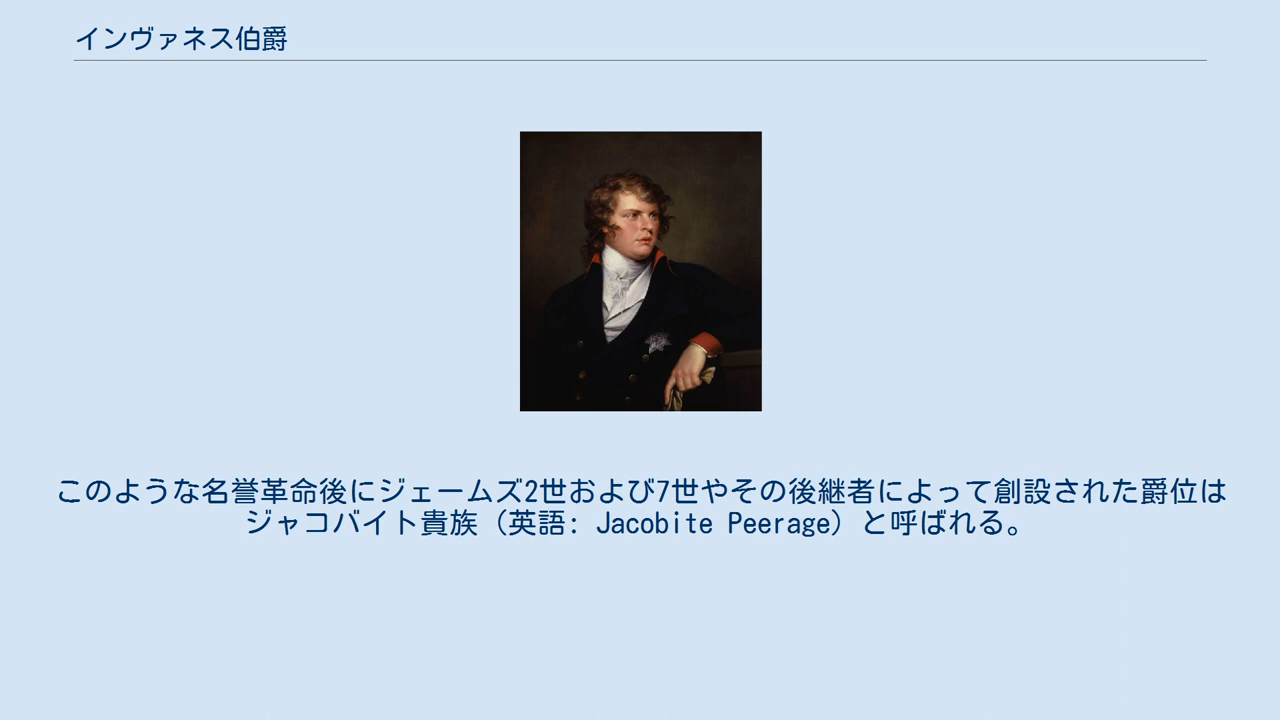 インヴァネス伯爵
このような名誉革命後にジェームズ2世および7世やその後継者によって創設された爵位は
ジャコバイト貴族（英語: Jacobite Peerage）と呼ばれる。